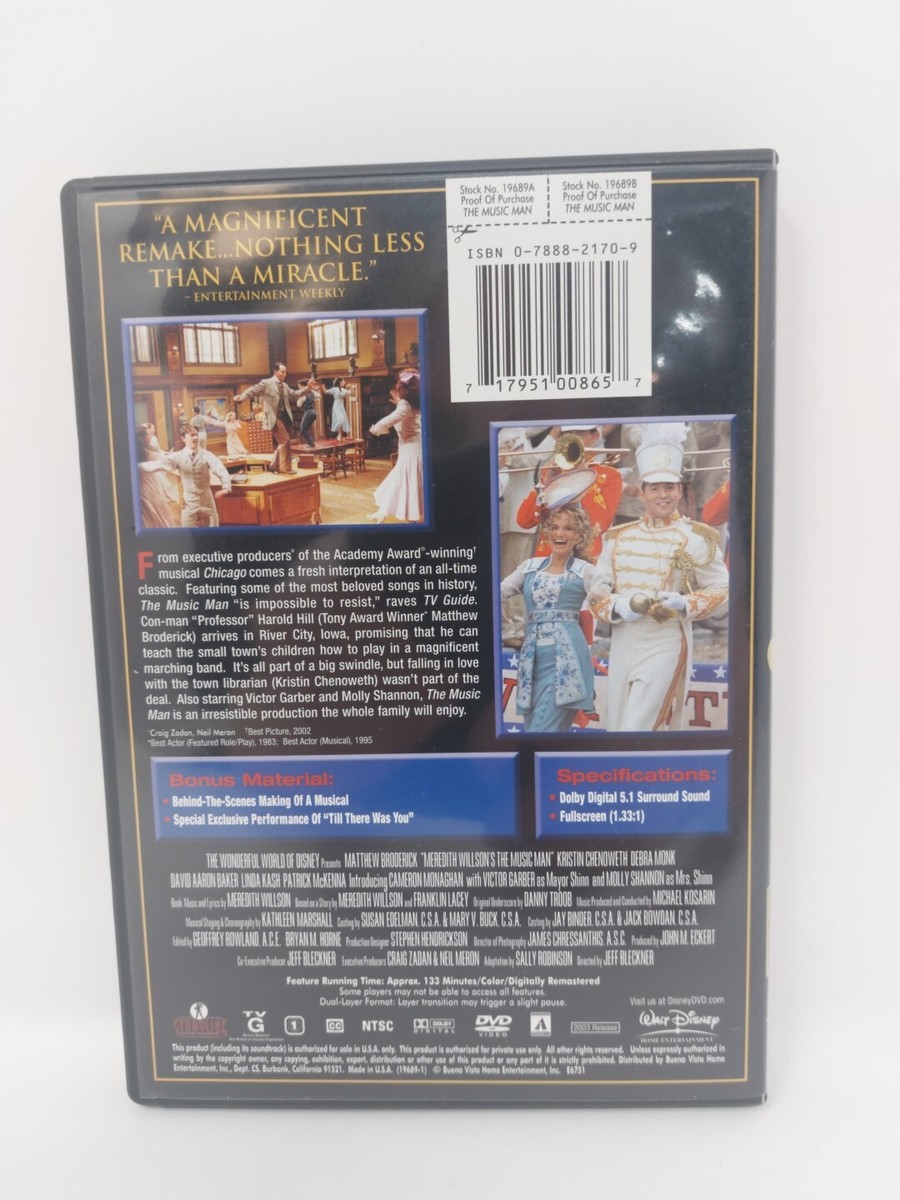 "A MAGNIFICENT
REMAKE...NOTHING LESS
THAN A MIRACLE."
– ENTERTAINMENT WEEKLY
Stock No. 19689A
Proof Of Purchase
THE MUSIC MAN
Stock No. 19689B
Proof Of Purchase
THE MUSIC MAN
ISBN 0-7888-2170-9
7 17951 00865 7
From executive producers* of the Academy Award®-winning†
musical Chicago comes a fresh interpretation of an all-time
classic. Featuring some of the most beloved songs in history,
The Music Man "is impossible to resist," raves TV Guide.
Con-man "Professor" Harold Hill (Tony Award Winner* Matthew
Broderick) arrives in River City, Iowa, promising that he can
teach the small town's children how to play in a magnificent
marching band. It's all part of a big swindle, but falling in love
with the town librarian (Kristin Chenoweth) wasn't part of the
deal. Also starring Victor Garber and Molly Shannon, The Music
Man is an irresistible production the whole family will enjoy.
*Craig Zadan, Neil Meron †Best Picture, 2002
*Best Actor (Featured Role/Play), 1983; Best Actor (Musical), 1995
Bonus Material:
• Behind-The-Scenes Making Of A Musical
• Special Exclusive Performance Of "Till There Was You"
Specifications:
• Dolby Digital 5.1 Surround Sound
• Fullscreen (1.33:1)
THE WONDERFUL WORLD OF DISNEY Presents MATTHEW BRODERICK "MEREDITH WILLSON'S THE MUSIC MAN" KRISTIN CHENOWETH DEBRA MONK
DAVID AARON BAKER LINDA KASH PATRICK McKENNA Introducing CAMERON MONAGHAN with VICTOR GARBER as Mayor Shinn and MOLLY SHANNON as Mrs. Shinn
Book Music and Lyrics by MEREDITH WILLSON Based on a Story by MEREDITH WILLSON and FRANKLIN LACEY Original Underscore by DANNY TROOB Music Produced and Conducted by MICHAEL KOSARIN
Musical Staging & Choreography by KATHLEEN MARSHALL Casting by SUSAN EDELMAN, C.S.A. & MARY V. BUCK, C.S.A. Casting by JAY BINDER, C.S.A. & JACK BOWDAN, C.S.A.
Edited by GEOFFREY ROWLAND, A.C.E. BRYAN M. HORNE Production Designer STEPHEN HENDRICKSON Director of Photography JAMES CHRESSANTHIS, A.S.C. Produced by JOHN M. ECKERT
Co-Executive Producer JEFF BLECKNER Executive Producers CRAIG ZADAN & NEIL MERON Adaptation by SALLY ROBINSON Directed by JEFF BLECKNER
Feature Running Time: Approx. 133 Minutes/Color/Digitally Remastered
Some players may not be able to access all features.
Dual-Layer Format: Layer transition may trigger a slight pause.
Visit us at DisneyDVD.com
STORYLINE
TV
G
1
CC
NTSC
DOLBY
DIGITAL
DVD
VIDEO
2003 Release
WALT DISNEY
HOME ENTERTAINMENT
This product (including its soundtrack) is authorized for sale in U.S.A. only. This product is authorized for private use only. All other rights reserved. Unless expressly authorized in
writing by the copyright owner, any copying, exhibition, export, distribution or other use of this product or any part of it is strictly prohibited. Distributed by Buena Vista Home
Entertainment, Inc., Dept. CS, Burbank, California 91521. Made in U.S.A. (19689-1) © Buena Vista Home Entertainment, Inc. E6751